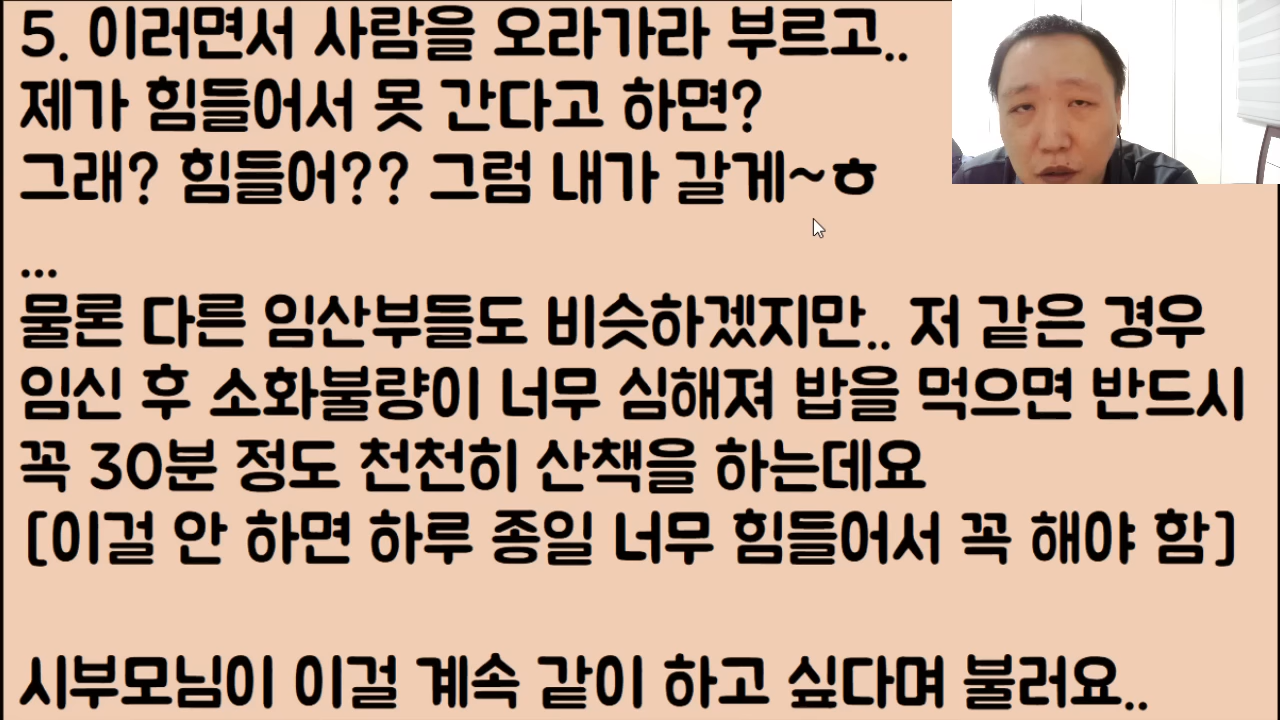 5. 이러면서 사람을 오라가라 부르고..
제가 힘들어서 못 간다고 하면?
그래? 힘들어?? 그럼 내가 갈게~ㅎ
...
물론 다른 임산부들도 비슷하겠지만.. 저 같은 경우
임신 후 소화불량이 너무 심해져 밥을 먹으면 반드시
꼭 30분 정도 천천히 산책을 하는데요
[이걸 안 하면 하루 종일 너무 힘들어서 꼭 해야 함]
시부모님이 이걸 계속 같이 하고 싶다며 불러요..